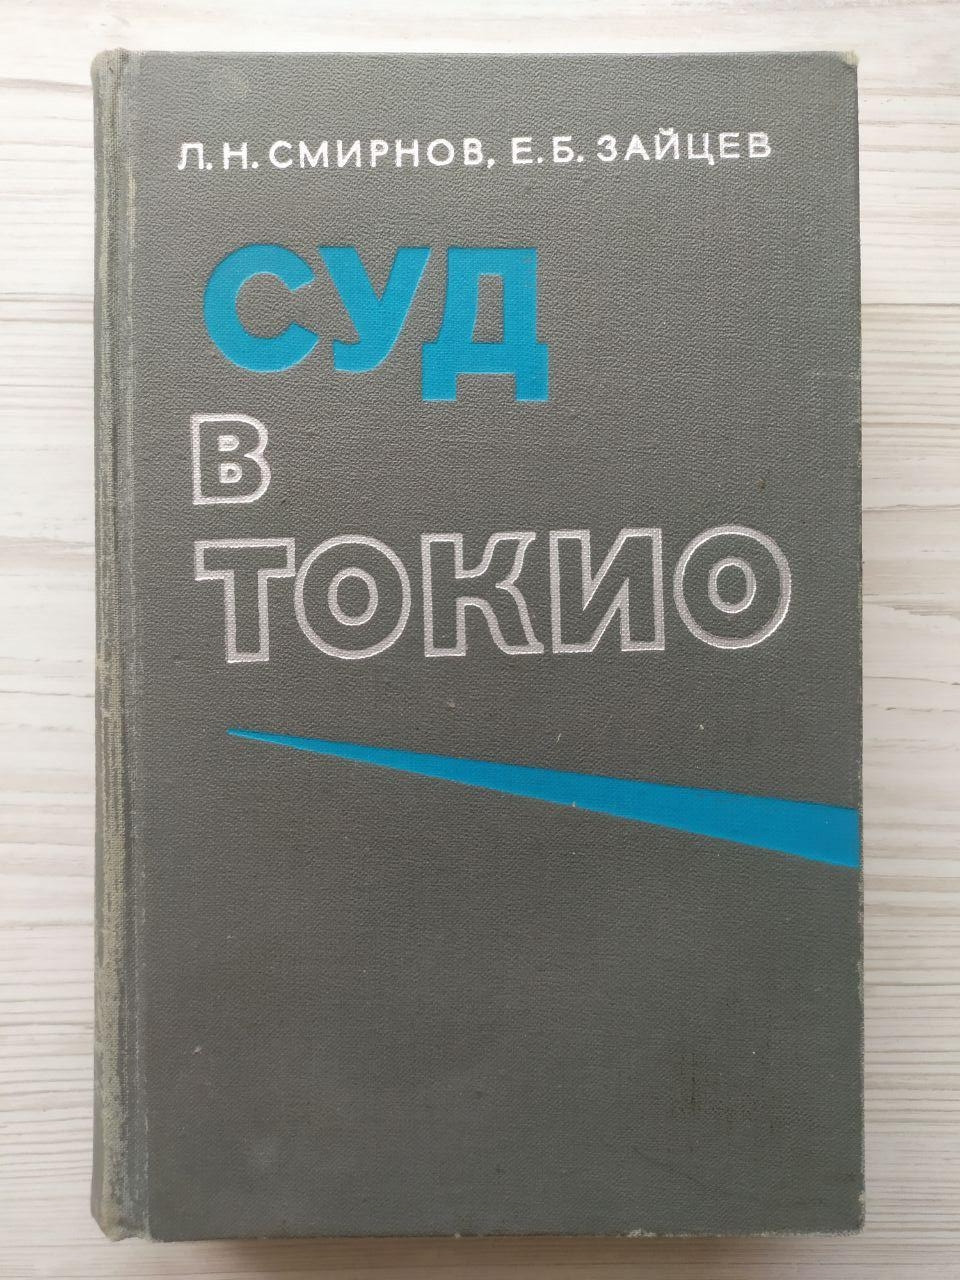 Л. Н. СМИРНОВ, Е. Б. ЗАЙЦЕВ
СУД
В
ТОКИО